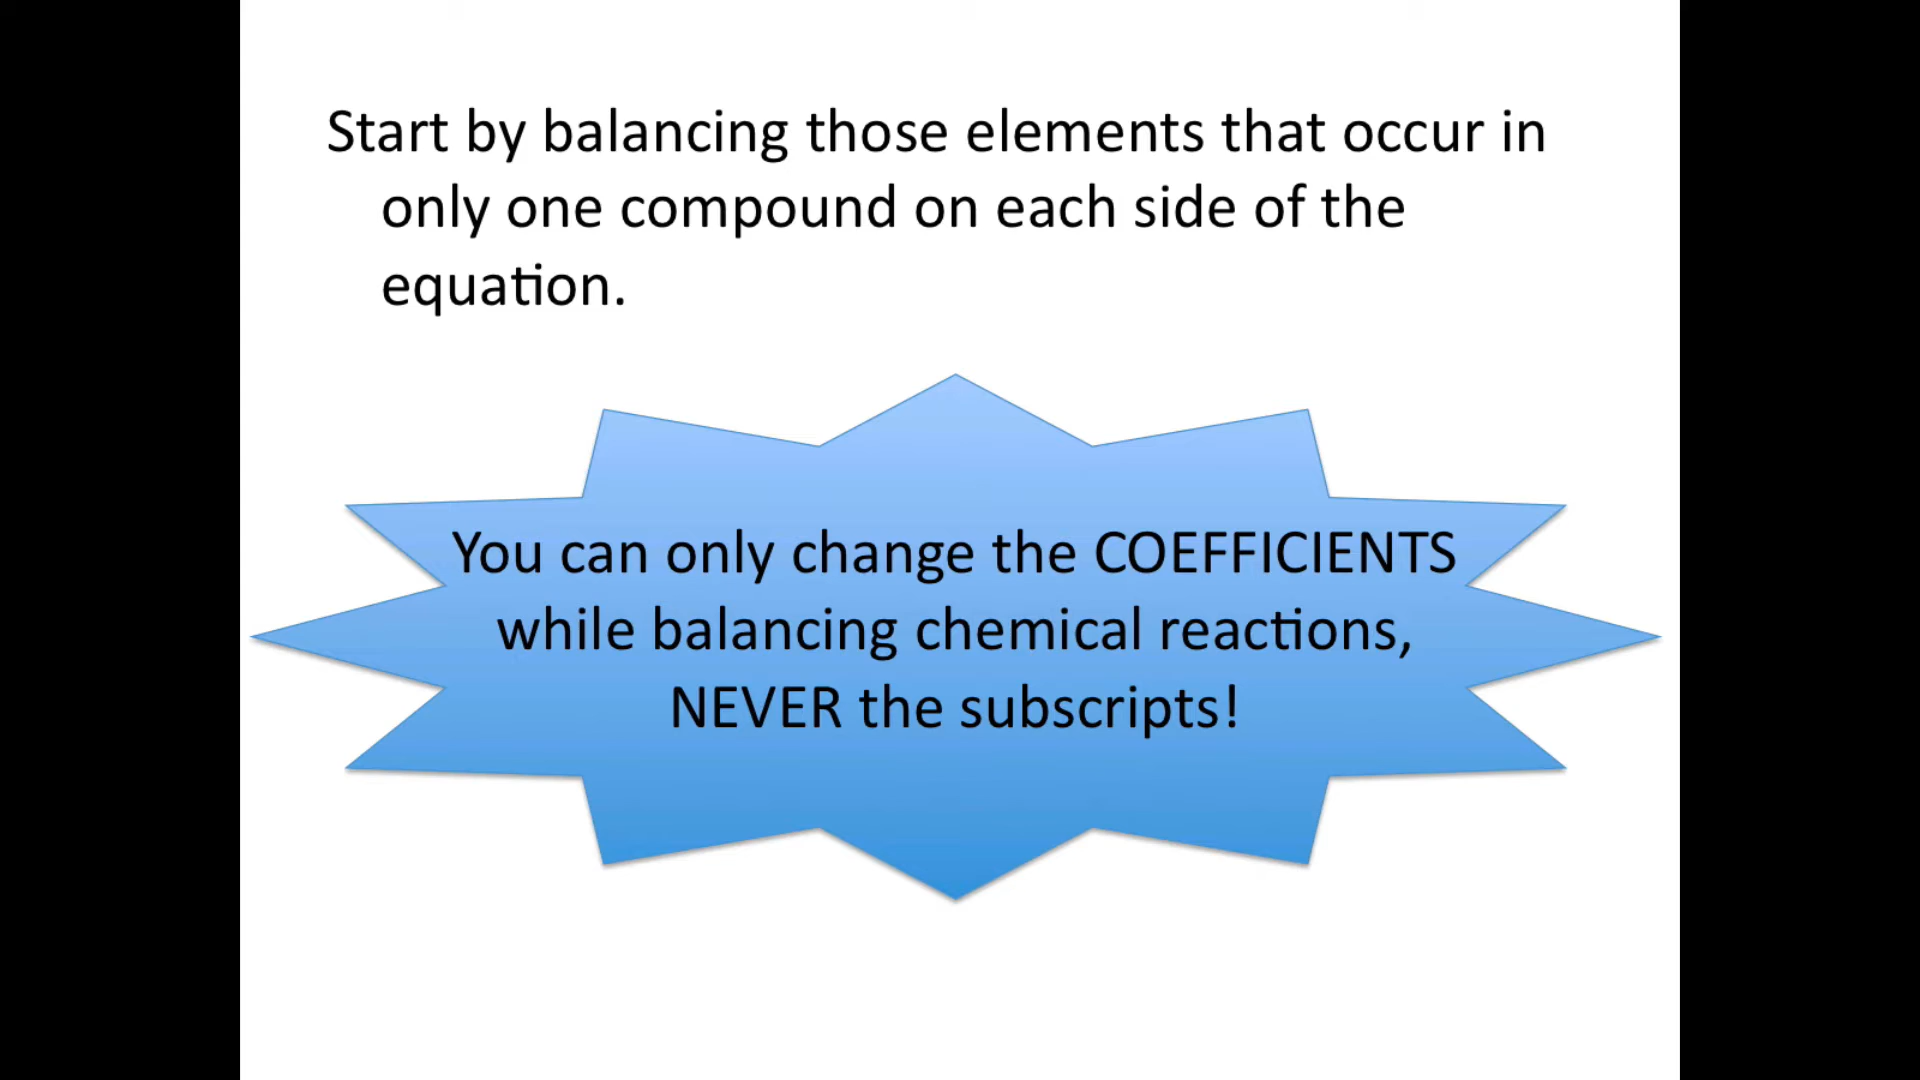 Start by balancing those elements that occur in
only one compound on each side of the
equation.
You can only change the COEFFICIENTS
while balancing chemical reactions,
NEVER the subscripts!